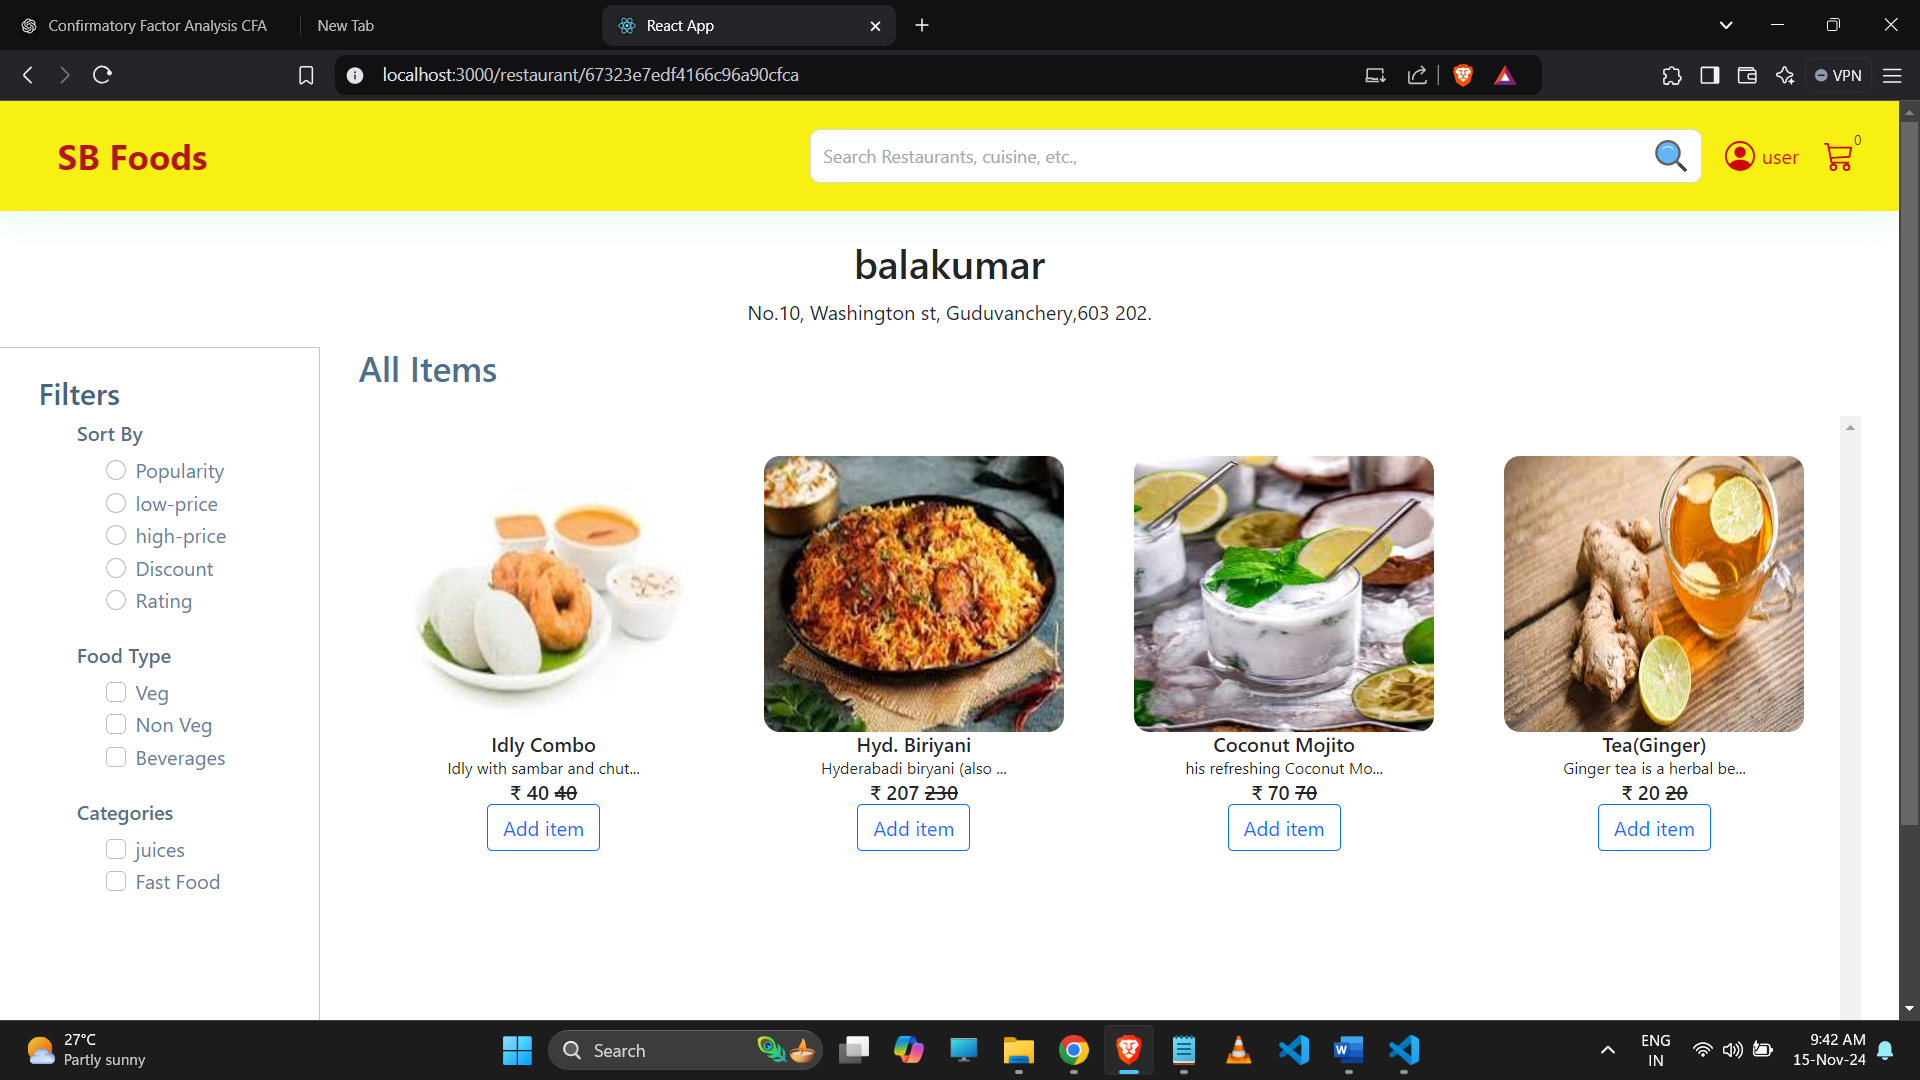 Confirmatory Factor Analysis CFA
New Tab
React App
localhost:3000/restaurant/67323e7edf4166c96a90cfca
VPN
SB Foods
Search Restaurants, cuisine, etc.,
user
0
balakumar
No.10, Washington st, Guduvanchery,603 202.
Filters
Sort By
Popularity
low-price
high-price
Discount
Rating
Food Type
Veg
Non Veg
Beverages
Categories
juices
Fast Food
All Items
Idly Combo
Idly with sambar and chut...
₹ 40 40
Add item
Hyd. Biriyani
Hyderabadi biryani (also ...
₹ 207 230
Add item
Coconut Mojito
his refreshing Coconut Mo...
₹ 70 70
Add item
Tea(Ginger)
Ginger tea is a herbal be...
₹ 20 20
Add item
27°C
Partly sunny
Search
ENG
IN
9:42 AM
15-Nov-24